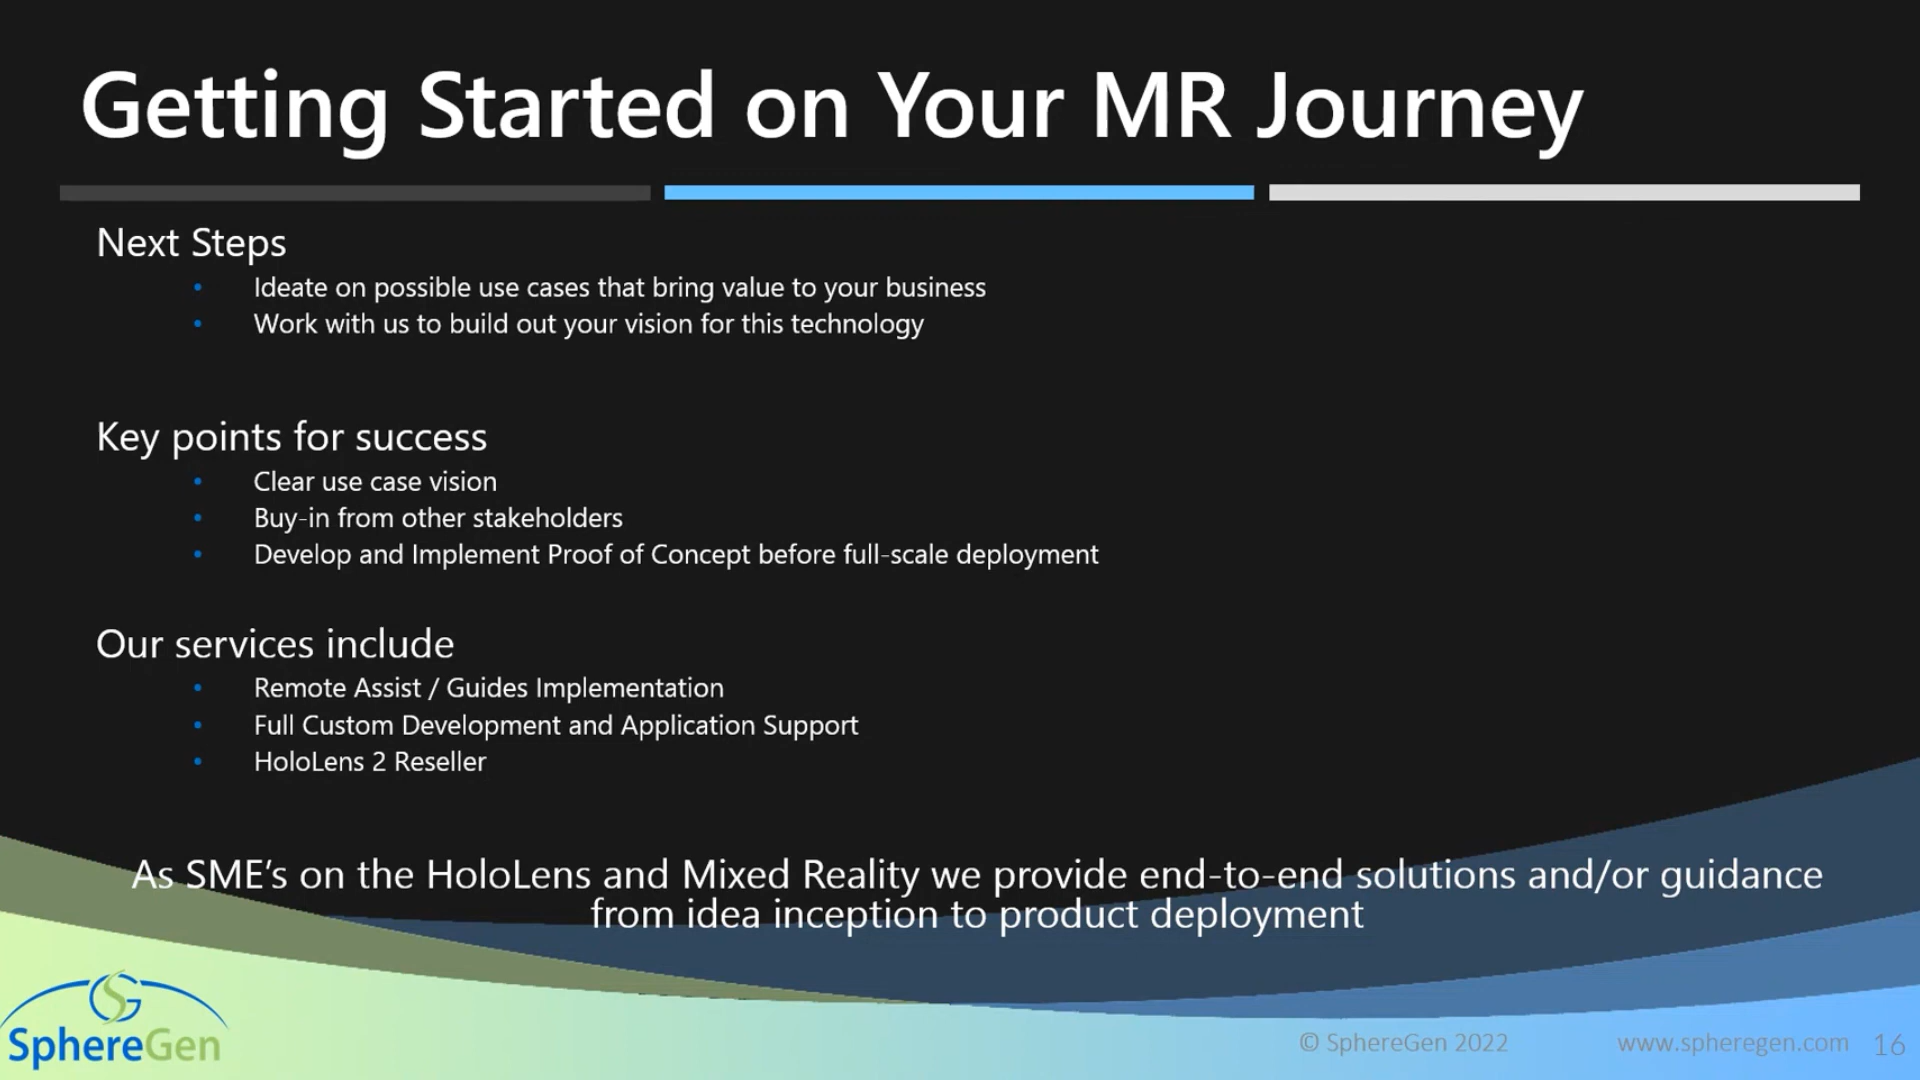 Getting Started on Your MR Journey
Next Steps
• Ideate on possible use cases that bring value to your business
• Work with us to build out your vision for this technology
Key points for success
• Clear use case vision
• Buy-in from other stakeholders
• Develop and Implement Proof of Concept before full-scale deployment
Our services include
• Remote Assist / Guides Implementation
• Full Custom Development and Application Support
• HoloLens 2 Reseller
As SME's on the HoloLens and Mixed Reality we provide end-to-end solutions and/or guidance
from idea inception to product deployment
SphereGen
© SphereGen 2022 www.spheregen.com 16